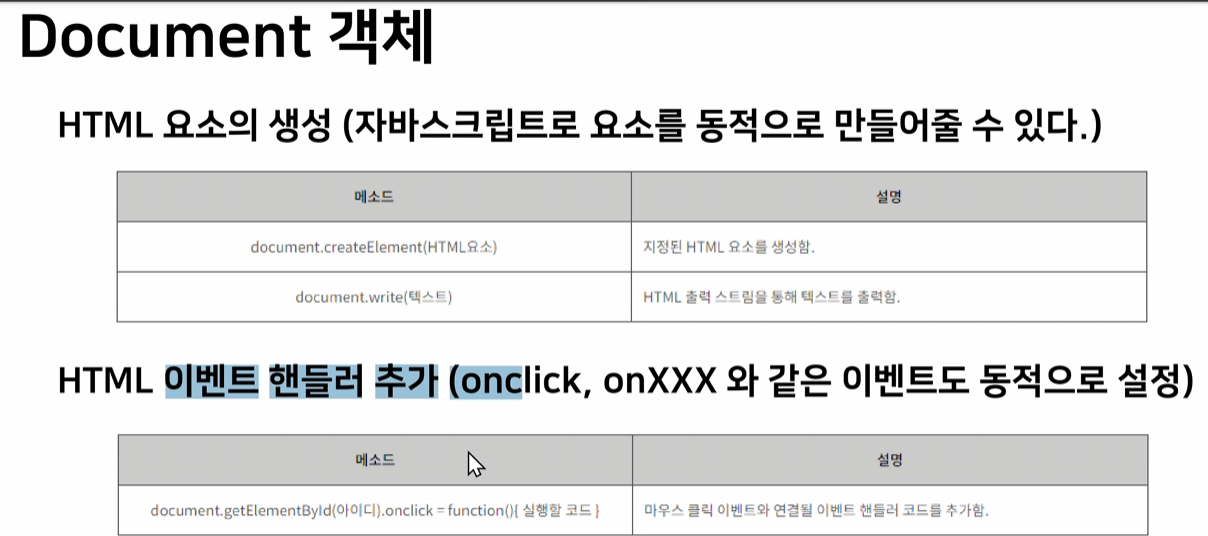 Document 객체
HTML 요소의 생성 (자바스크립트로 요소를 동적으로 만들어줄 수 있다.)
메소드 설명
document.createElement(HTML요소) 지정된 HTML 요소를 생성함.
document.write(텍스트) HTML 출력 스트림을 통해 텍스트를 출력함.
HTML 이벤트 핸들러 추가 (onclick, onXXX 와 같은 이벤트도 동적으로 설정)
메소드 설명
document.getElementById(아이디).onclick = function(){ 실행할 코드 } 마우스 클릭 이벤트와 연결될 이벤트 핸들러 코드를 추가함.